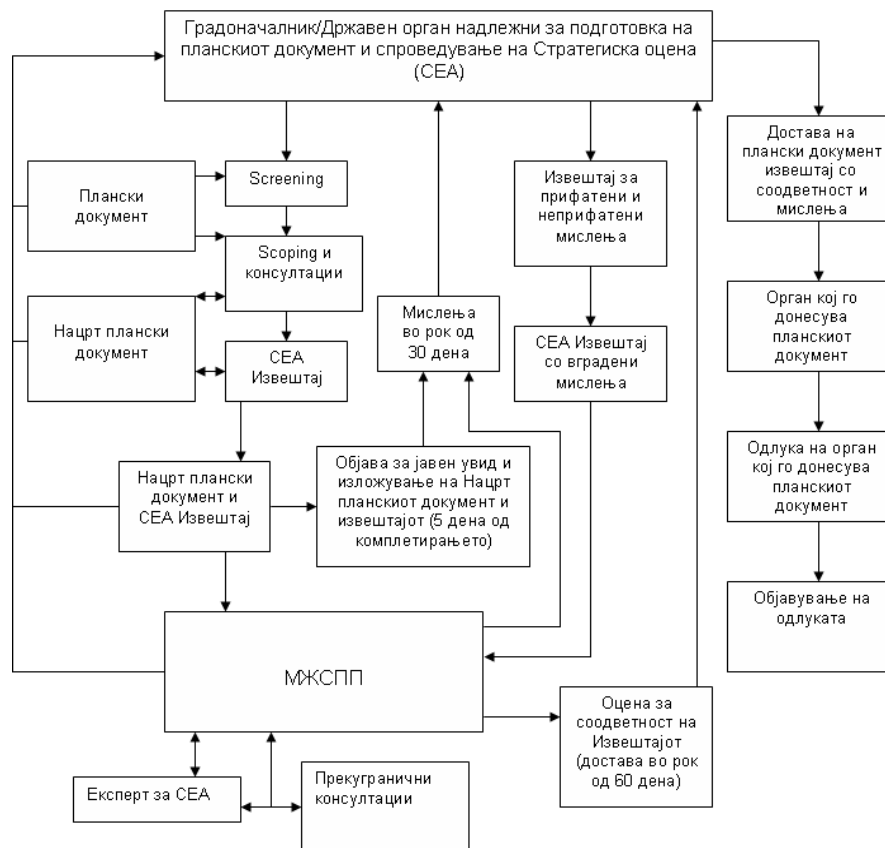 Градоначалник/Државен орган надлежни за подготовка на
планскиот документ и спроведување на Стратегиска оцена
(СЕА)
Плански
документ
Screening
Scoping и
консултации
Нацрт плански
документ
СЕА
Извештај
Нацрт плански
документ и
СЕА Извештај
Објава за јавен увид и
изложување на Нацрт
планскиот документ и
извештајот (5 дена од
комплетирањето)
Мислења
во рок од
30 дена
Извештај за
прифатени и
неприфатени
мислења
СЕА Извештај
со вградени
мислења
Достава на
плански документ
извештај со
соодветност и
мислења
Орган кој го
донесува
планскиот
документ
Одлука на орган
кој го донесува
планскиот
документ
Објавување на
одлуката
МЖСПП
Оцена за
соодветност на
Извештајот
(достава во рок
од 60 дена)
Експерт за СЕА
Прекугранични
консултации